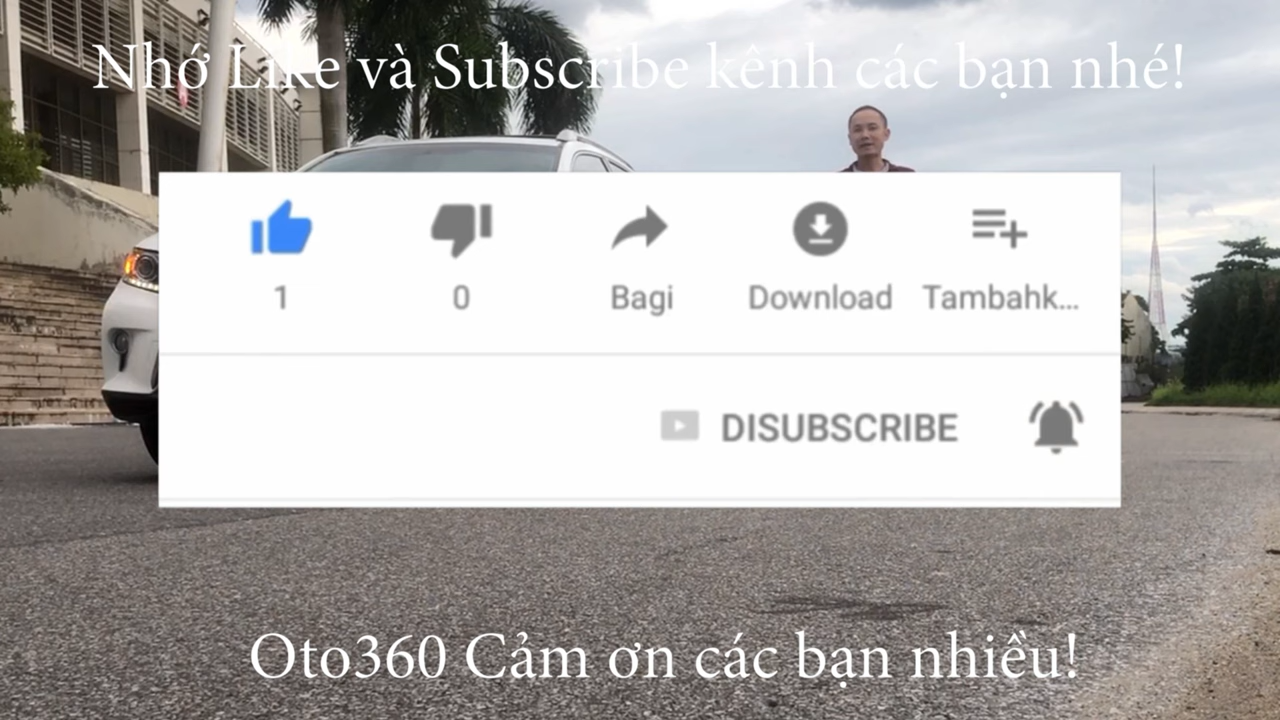 Nhớ Like và Subscribe kênh các bạn nhé!
1 0 Bagi Download Tambahk...
DISUBSCRIBE
Oto360 Cảm ơn các bạn nhiều!